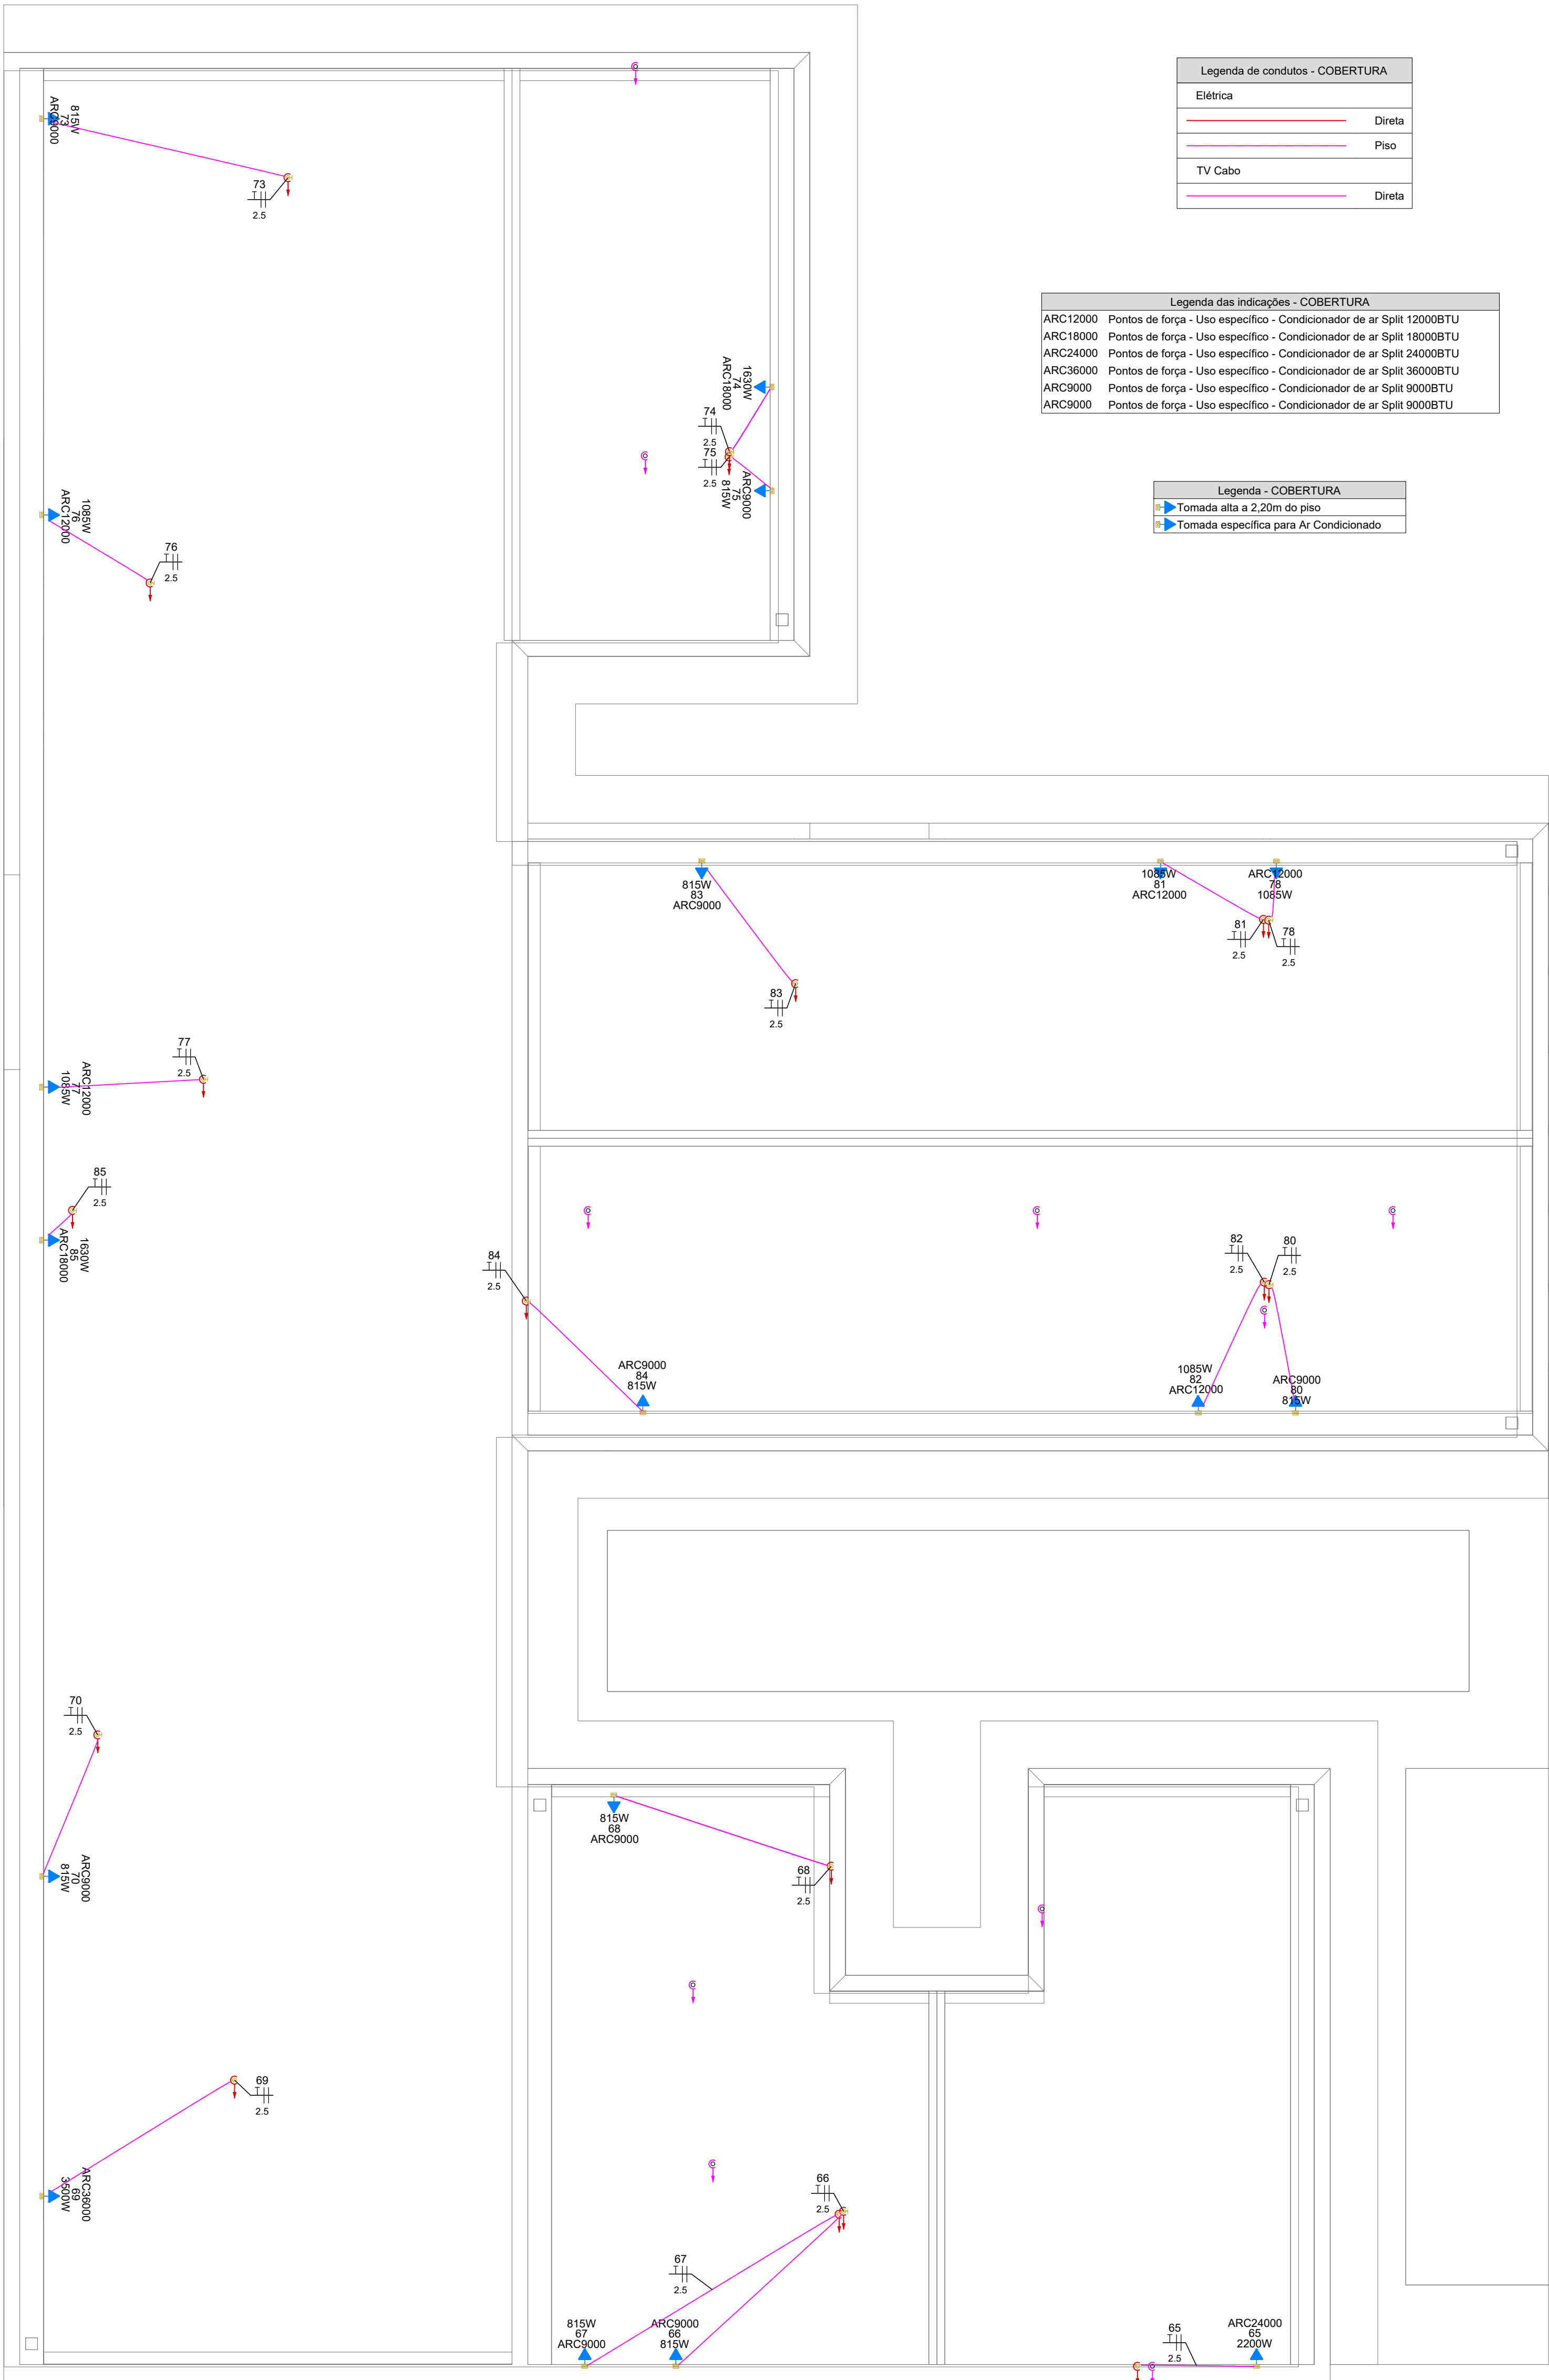 Legenda de condutos - COBERTURA
Elétrica
Direta
Piso
TV Cabo
Direta
Legenda das indicações - COBERTURA
ARC12000 Pontos de força - Uso específico - Condicionador de ar Split 12000BTU
ARC18000 Pontos de força - Uso específico - Condicionador de ar Split 18000BTU
ARC24000 Pontos de força - Uso específico - Condicionador de ar Split 24000BTU
ARC36000 Pontos de força - Uso específico - Condicionador de ar Split 36000BTU
ARC9000 Pontos de força - Uso específico - Condicionador de ar Split 9000BTU
ARC9000 Pontos de força - Uso específico - Condicionador de ar Split 9000BTU
Legenda - COBERTURA
Tomada alta a 2,20m do piso
Tomada específica para Ar Condicionado
815W
73
ARC9000
73
2.5
1630W
74
ARC18000
74
2.5
75
2.5
ARC9000
75
815W
1085W
76
ARC12000
76
2.5
815W
83
ARC9000
83
2.5
1085W
81
ARC12000
ARC12000
78
1085W
81
2.5
78
2.5
77
2.5
ARC12000
77
1085W
85
2.5
1630W
85
ARC18000
84
2.5
ARC9000
84
815W
82
2.5
80
2.5
1085W
82
ARC12000
ARC9000
80
815W
70
2.5
ARC9000
70
815W
815W
68
ARC9000
68
2.5
69
2.5
ARC36000
69
3500W
66
2.5
67
2.5
815W
67
ARC9000
ARC9000
66
815W
65
2.5
ARC24000
65
2200W